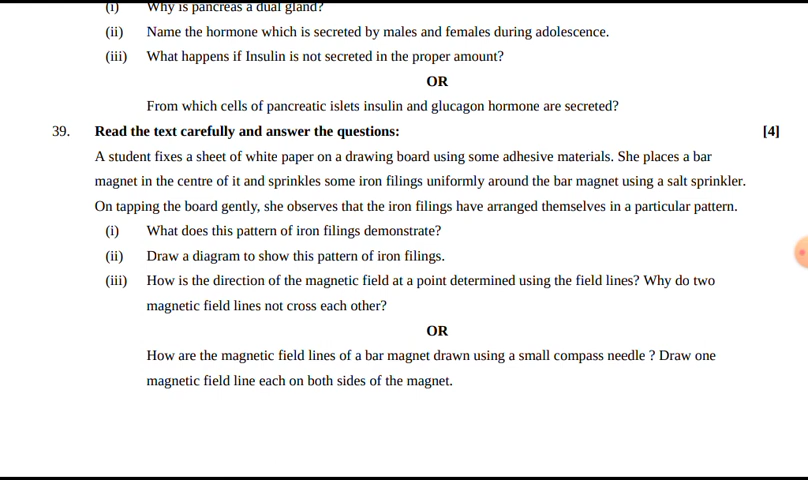 (i) Why is pancreas a dual gland?
(ii) Name the hormone which is secreted by males and females during adolescence.
(iii) What happens if Insulin is not secreted in the proper amount?
OR
From which cells of pancreatic islets insulin and glucagon hormone are secreted?
39. Read the text carefully and answer the questions: [4]
A student fixes a sheet of white paper on a drawing board using some adhesive materials. She places a bar
magnet in the centre of it and sprinkles some iron filings uniformly around the bar magnet using a salt sprinkler.
On tapping the board gently, she observes that the iron filings have arranged themselves in a particular pattern.
(i) What does this pattern of iron filings demonstrate?
(ii) Draw a diagram to show this pattern of iron filings.
(iii) How is the direction of the magnetic field at a point determined using the field lines? Why do two
magnetic field lines not cross each other?
OR
How are the magnetic field lines of a bar magnet drawn using a small compass needle ? Draw one
magnetic field line each on both sides of the magnet.